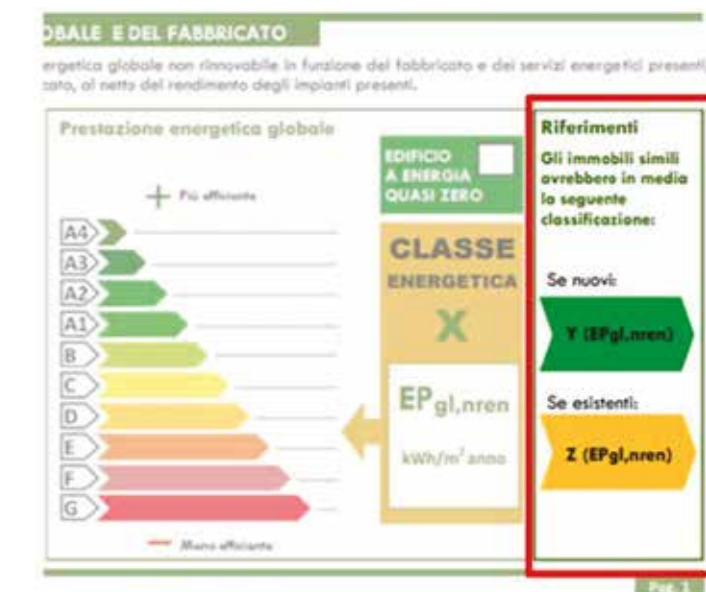 OBALE E DEL FABBRICATO
ergetica globale non rinnovabile in funzione del fabbricato e dei servizi energetici presenti,
cato, al netto del rendimento degli impianti presenti.
Prestazione energetica globale
Più efficiente
A4
A3
A2
A1
B
C
D
E
F
G
Meno efficiente
EDIFICIO
A ENERGIA
QUASI ZERO
CLASSE
ENERGETICA
X
EPgl,nren
kWh/m² anno
Riferimenti
Gli immobili simili
avrebbero in media
la seguente
classificazione:
Se nuovi:
Y (EPgl,nren)
Se esistenti:
Z (EPgl,nren)
Pag. 1